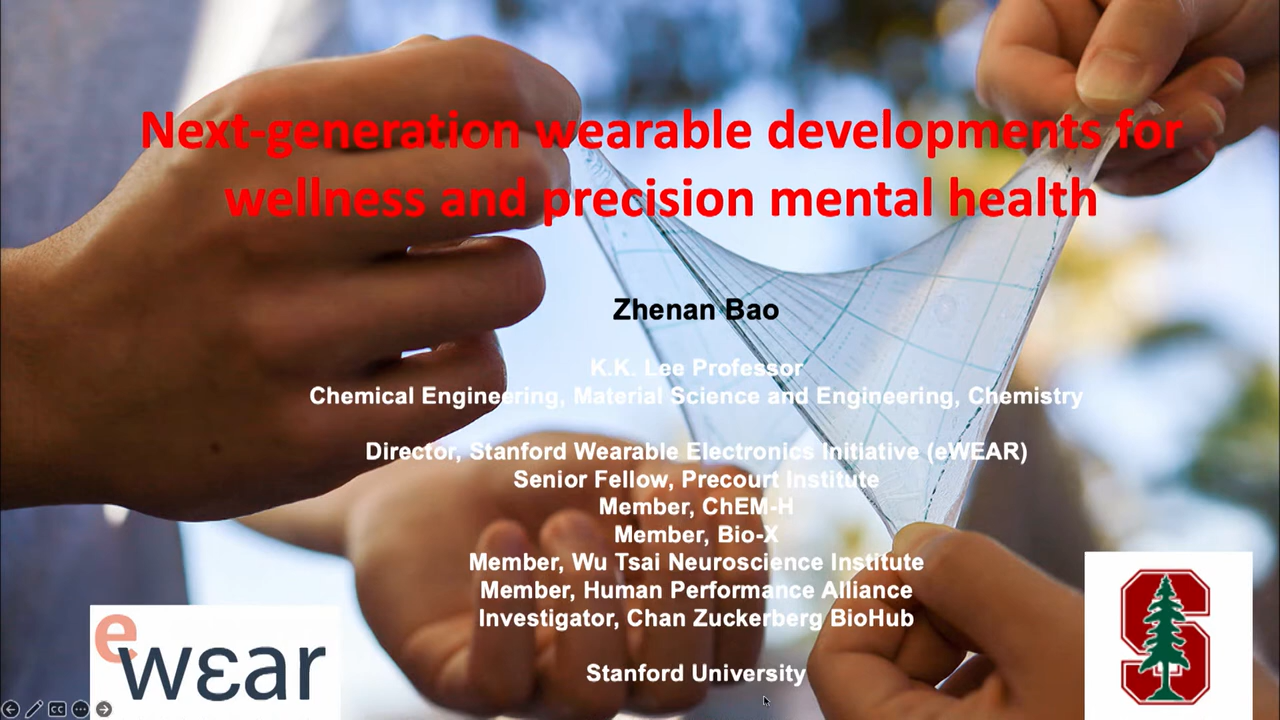 Next-generation wearable developments for
wellness and precision mental health
Zhenan Bao
K.K. Lee Professor
Chemical Engineering, Material Science and Engineering, Chemistry
Director, Stanford Wearable Electronics Initiative (eWEAR)
Senior Fellow, Precourt Institute
Member, ChEM-H
Member, Bio-X
Member, Wu Tsai Neuroscience Institute
Member, Human Performance Alliance
Investigator, Chan Zuckerberg BioHub
Stanford University
ewɛar
S
CC